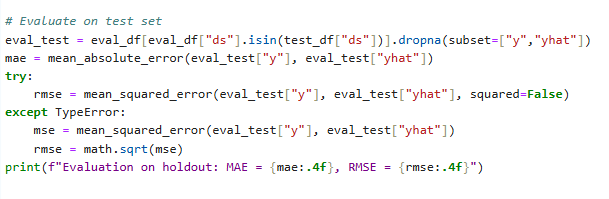 # Evaluate on test set
eval_test = eval_df[eval_df["ds"].isin(test_df["ds"])].dropna(subset=["y","yhat"])
mae = mean_absolute_error(eval_test["y"], eval_test["yhat"])
try:
    rmse = mean_squared_error(eval_test["y"], eval_test["yhat"], squared=False)
except TypeError:
    mse = mean_squared_error(eval_test["y"], eval_test["yhat"])
    rmse = math.sqrt(mse)
print(f"Evaluation on holdout: MAE = {mae:.4f}, RMSE = {rmse:.4f}")